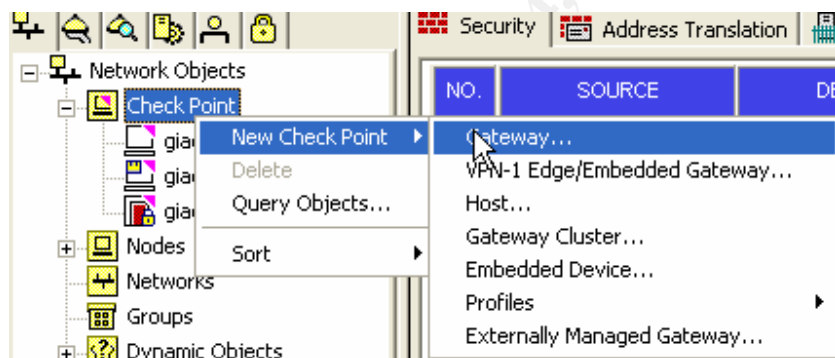 Security Address Translation
Network Objects
NO. SOURCE
Check Point
New Check Point Gateway...
Delete VPN-1 Edge/Embedded Gateway...
Query Objects... Host...
Nodes Sort Gateway Cluster...
Networks Embedded Device...
Groups Profiles
Dynamic Objects Externally Managed Gateway...